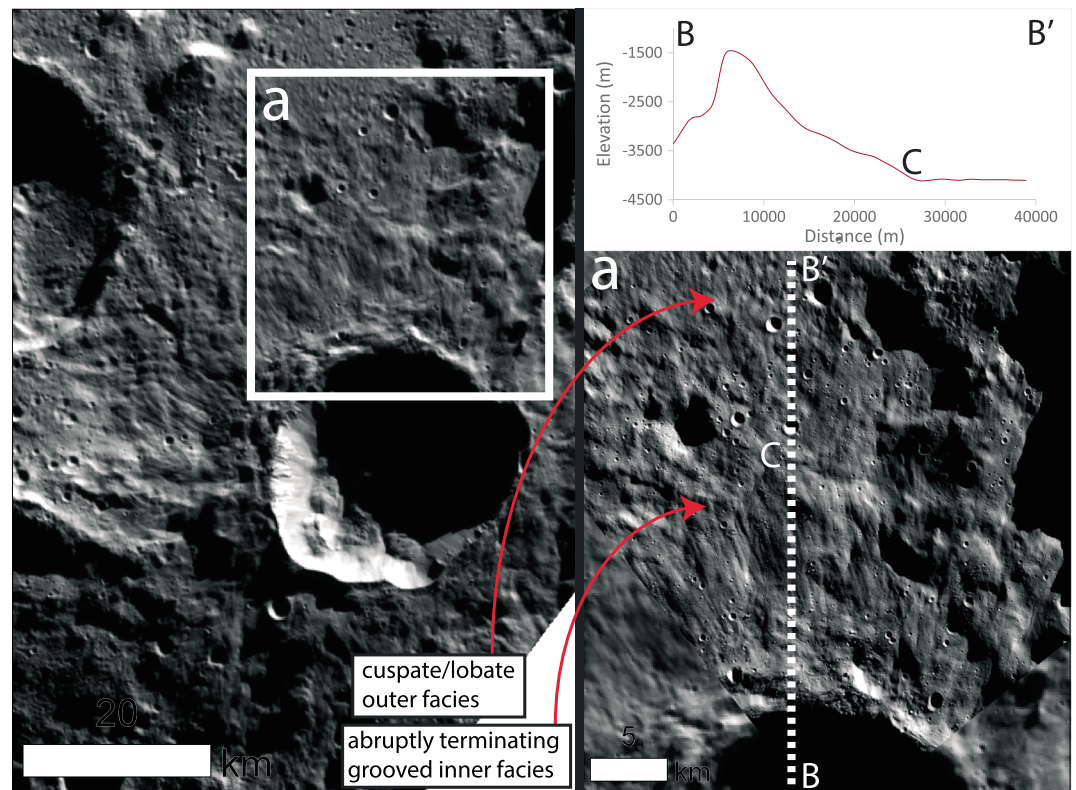 a
20
km
cuspate/lobate
outer facies
abruptly terminating
grooved inner facies
B
B′
-1500
-2500
-3500
-4500
Elevation (m)
C
0
10000
20000
30000
40000
Distance (m)
a
B′
C
5
km
B